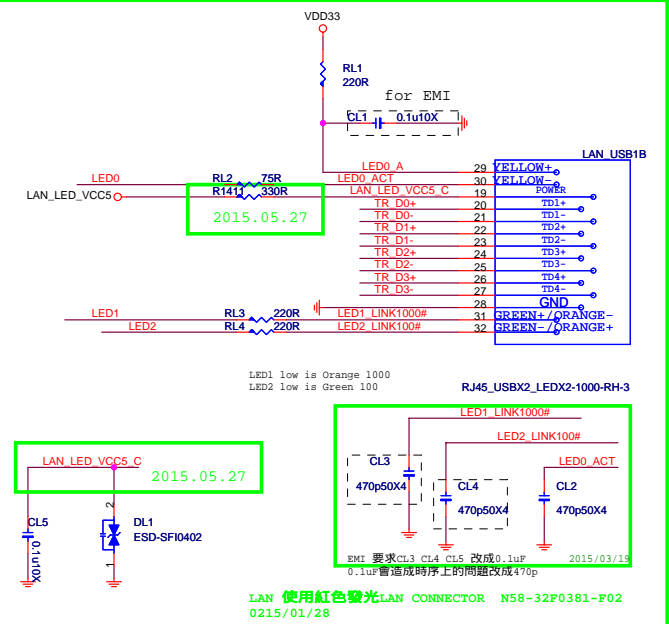 VDD33
RL1
220R
for EMI
CL1 0.1u10X
LAN_USB1B
LED0_A 29 YELLOW+
LED0 RL2 75R LED0_ACT 30 YELLOW-
LAN_LED_VCC5 R1411 330R LAN_LED_VCC5_C 19 POWER
2015.05.27
TR_D0+ 20 TD1+
TR_D0- 21 TD1-
TR_D1+ 22 TD2+
TR_D1- 23 TD2-
TR_D2+ 24 TD3+
TR_D2- 25 TD3-
TR_D3+ 26 TD4+
TR_D3- 27 TD4-
28 GND
LED1 RL3 220R LED1_LINK1000# 31 GREEN+/ORANGE-
LED2 RL4 220R LED2_LINK100# 32 GREEN-/ORANGE+
LED1 low is Orange 1000
LED2 low is Green 100
RJ45_USBX2_LEDX2-1000-RH-3
LED1_LINK1000#
LED2_LINK100#
LED0_ACT
CL3
470p50X4
CL4
470p50X4
CL2
470p50X4
EMI 要求CL3 CL4 CL5 改成0.1uF 2015/03/19
0.1uF會造成時序上的問題改成470p
LAN_LED_VCC5_C
2015.05.27
CL5
0.1u10X
2
DL1
ESD-SFI0402
1
LAN 使用紅色發光LAN CONNECTOR N58-32F0381-F02
0215/01/28